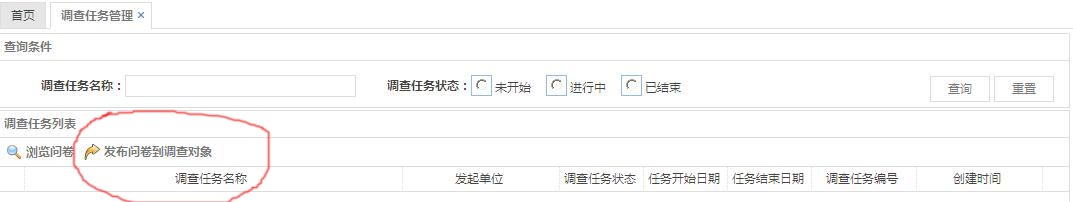 首页 调查任务管理 ×
查询条件
调查任务名称： 调查任务状态： 未开始 进行中 已结束 查询 重置
调查任务列表
浏览问卷 发布问卷到调查对象
调查任务名称 发起单位 调查任务状态 任务开始日期 任务结束日期 调查任务编号 创建时间